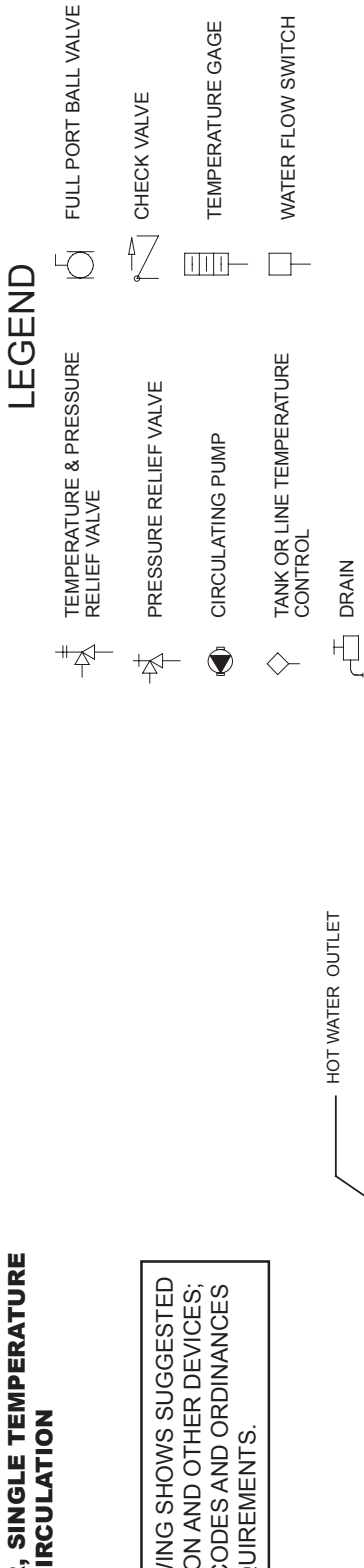 , SINGLE TEMPERATURE
IRCULATION
WING SHOWS SUGGESTED
ON AND OTHER DEVICES;
CODES AND ORDINANCES
UIREMENTS.
HOT WATER OUTLET
LEGEND
TEMPERATURE & PRESSURE
RELIEF VALVE
PRESSURE RELIEF VALVE
CIRCULATING PUMP
TANK OR LINE TEMPERATURE
CONTROL
DRAIN
FULL PORT BALL VALVE
CHECK VALVE
TEMPERATURE GAGE
WATER FLOW SWITCH